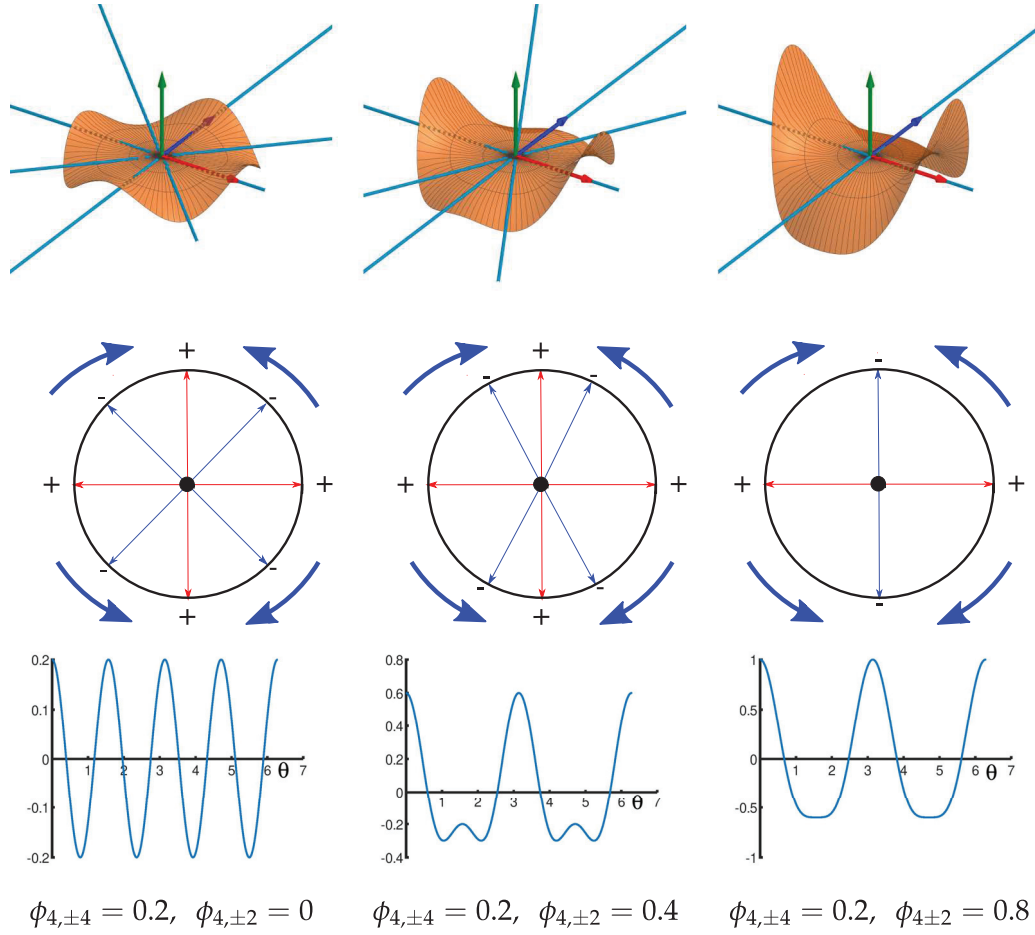 + + +
- - - - -
+ + + + + +
- - - - -
+ + +
0.2 0.8 1
0.1 0.6 0.5
0 1 2 3 4 5 6 θ 7
-0.1
-0.2
0.4
0.2
0 1 2 3 4 5 6 θ 7
-0.2
-0.4
0 1 2 3 4 5 6 θ 7
-0.5
-1
ϕ4,±4 = 0.2, ϕ4,±2 = 0
ϕ4,±4 = 0.2, ϕ4,±2 = 0.4
ϕ4,±4 = 0.2, ϕ4±2 = 0.8